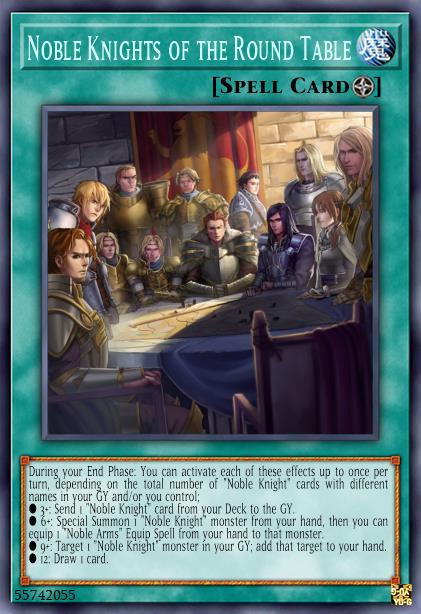 NOBLE KNIGHTS OF THE ROUND TABLE
魔
[SPELL CARD]
During your End Phase: You can activate each of these effects up to once per
turn, depending on the total number of "Noble Knight" cards with different
names in your GY and/or you control;
● 3+: Send 1 "Noble Knight" card from your Deck to the GY.
● 6+: Special Summon 1 "Noble Knight" monster from your hand, then you can
equip 1 "Noble Arms" Equip Spell from your hand to that monster.
● 9+: Target 1 "Noble Knight" monster in your GY; add that target to your hand.
● 12: Draw 1 card.
55742055